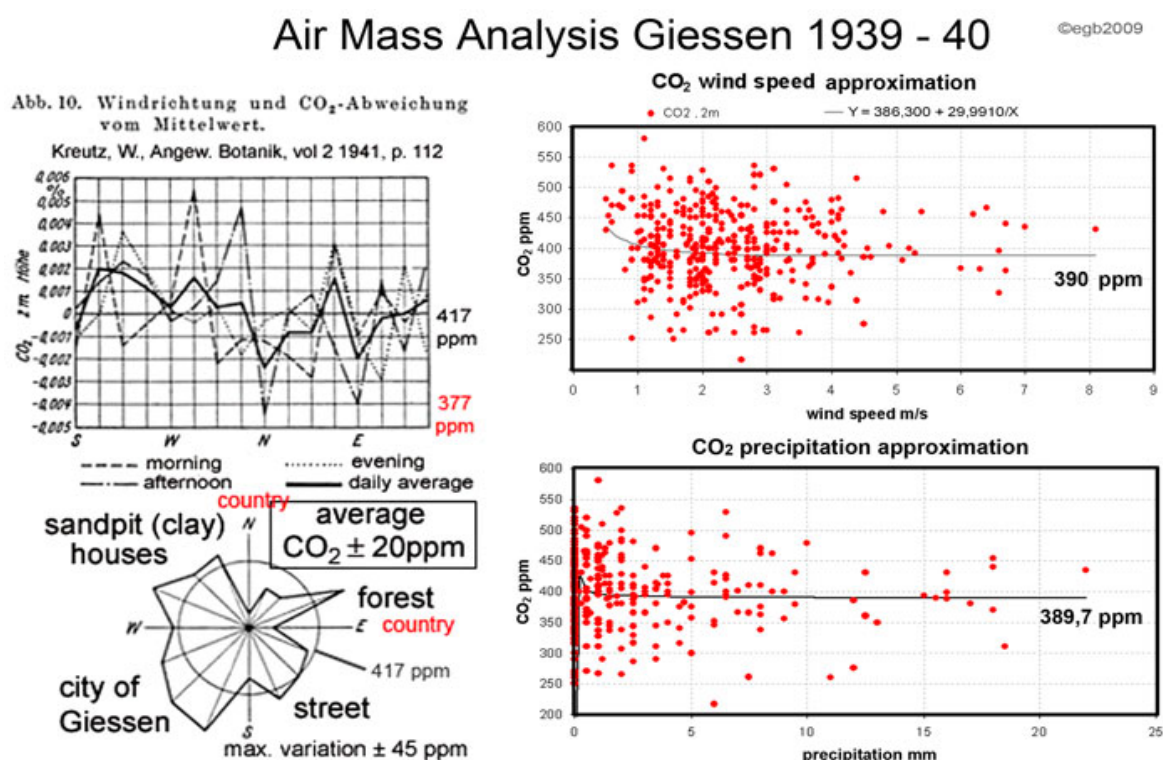 Air Mass Analysis Giessen 1939 - 40
©egb2009
Abb. 10. Windrichtung und CO₂-Abweichung
vom Mittelwert.
Kreutz, W., Angew. Botanik, vol 2 1941, p. 112
0,006
%
0,005
0,004
0,003
0,002
0,001
0
-0,001
-0,002
-0,003
-0,004
-0,005
CO₂ 2m. Höhe
417
ppm
377
ppm
S W N E
morning evening
afternoon daily average
country
sandpit (clay)
houses
N
average
CO₂ ± 20ppm
forest
W
E
country
417 ppm
city of
Giessen
street
S
max. variation ± 45 ppm
CO₂ wind speed approximation
CO2 , 2m Y = 386,300 + 29,9910/X
600
550
500
450
400
350
300
250
CO₂ ppm
390 ppm
0 1 2 3 4 5 6 7 8 9
wind speed m/s
CO₂ precipitation approximation
600
550
500
450
400
350
300
250
200
CO₂ ppm
389,7 ppm
0 5 10 15 20 25
precipitation mm